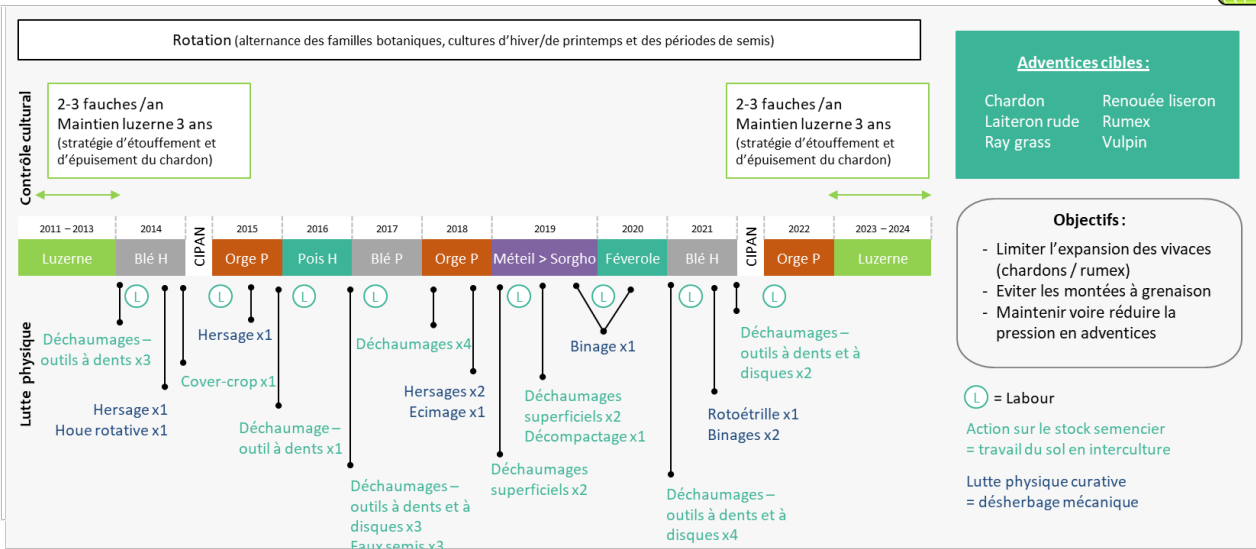 Rotation (alternance des familles botaniques, cultures d'hiver/de printemps et des périodes de semis)
Contrôle cultural
2-3 fauches /an
Maintien luzerne 3 ans
(stratégie d'étouffement et
d'épuisement du chardon)
2-3 fauches /an
Maintien luzerne 3 ans
(stratégie d'étouffement et
d'épuisement du chardon)
2011 – 2013
2014
CIPAN
2015
2016
2017
2018
2019
2020
2021
CIPAN
2022
2023 – 2024
Luzerne
Blé H
Orge P
Pois H
Blé P
Orge P
Méteil > Sorgho
Féverole
Blé H
Orge P
Luzerne
Lutte physique
L
L
L
L
L
L
L
L
Déchaumages –
outils à dents x3
Hersage x1
Houe rotative x1
Cover-crop x1
Hersage x1
Déchaumage –
outil à dents x1
Déchaumages –
outils à dents et à
disques x3
Faux semis x3
Déchaumages x4
Hersages x2
Ecimage x1
Déchaumages
superficiels x2
Déchaumages
superficiels x2
Décompactage x1
Binage x1
Déchaumages –
outils à dents et à
disques x4
Rotoétrille x1
Binages x2
Déchaumages –
outils à dents et à
disques x2
Adventices cibles :
Chardon
Laiteron rude
Ray grass
Renouée liseron
Rumex
Vulpin
Objectifs :
- Limiter l'expansion des vivaces
(chardons / rumex)
- Eviter les montées à grenaison
- Maintenir voire réduire la
pression en adventices
L = Labour
Action sur le stock semencier
= travail du sol en interculture
Lutte physique curative
= désherbage mécanique